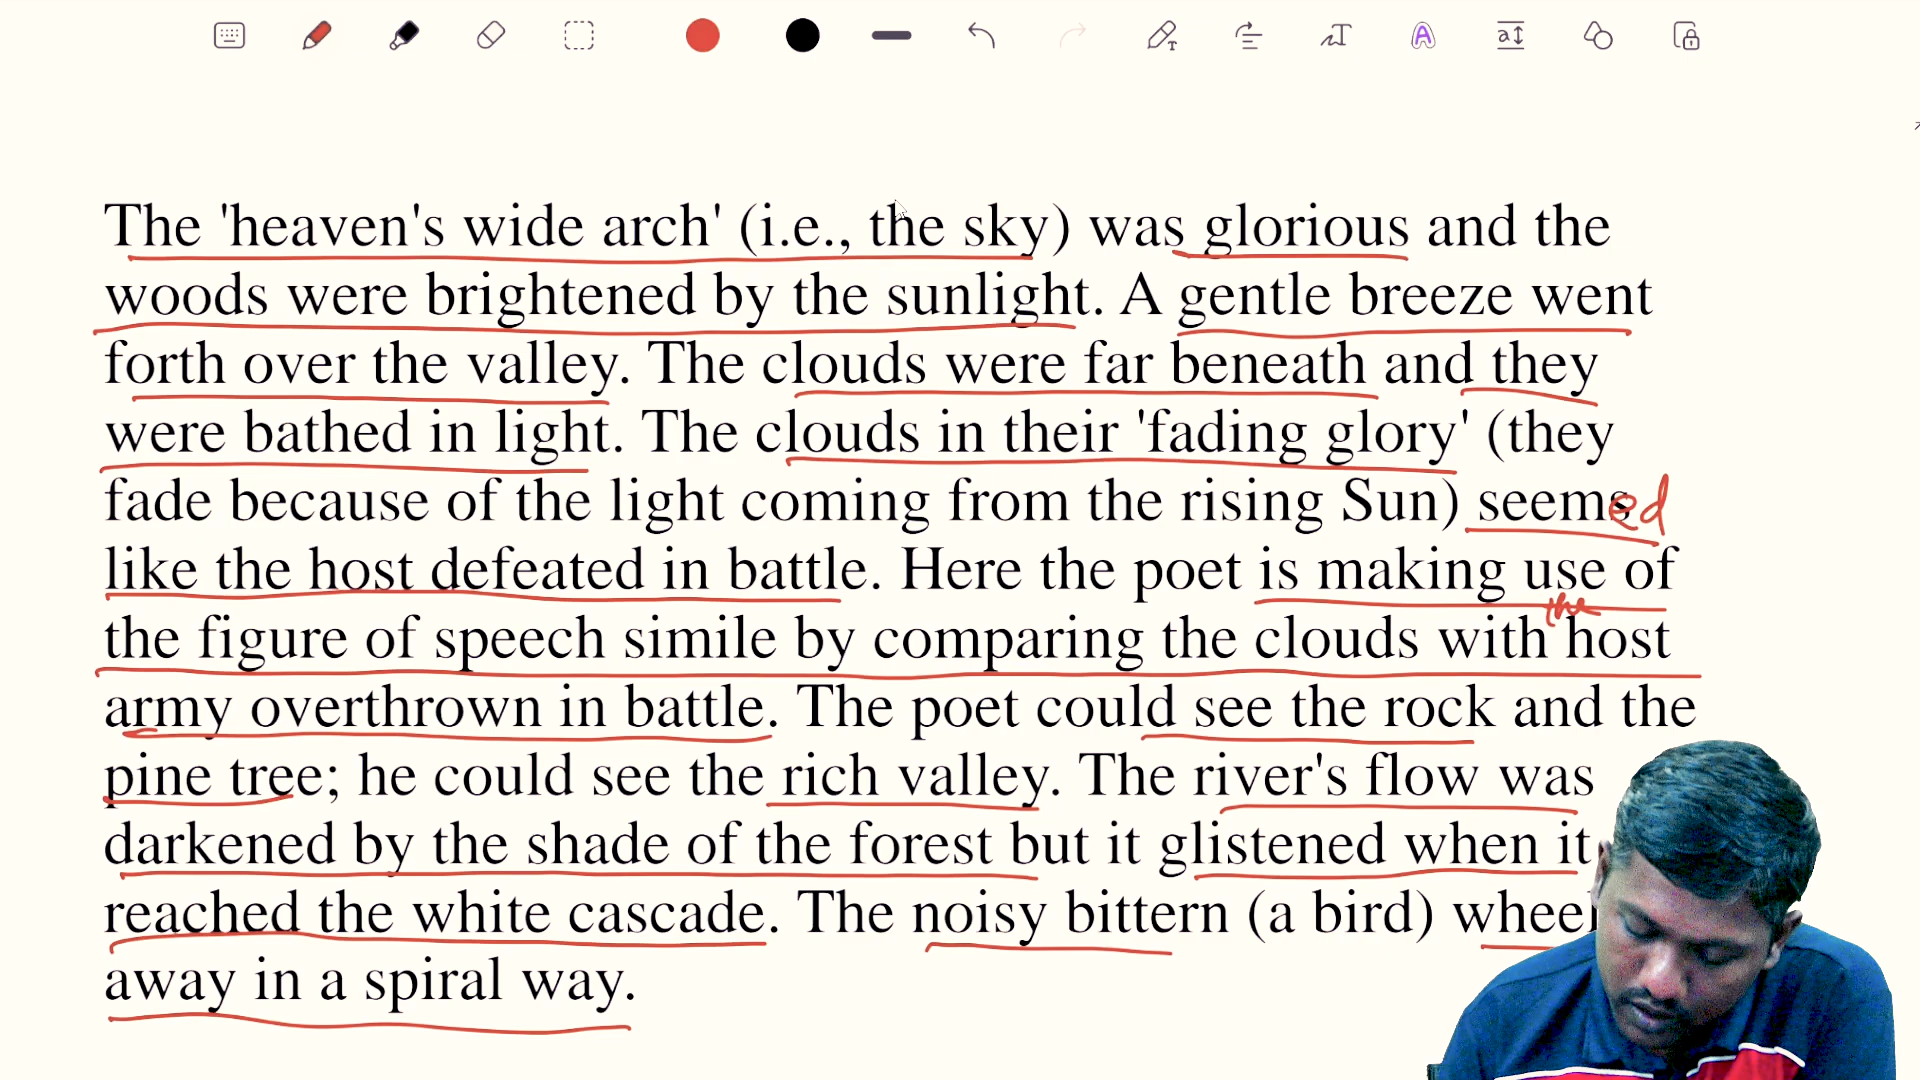 The 'heaven's wide arch' (i.e., the sky) was glorious and the
woods were brightened by the sunlight. A gentle breeze went
forth over the valley. The clouds were far beneath and they
were bathed in light. The clouds in their 'fading glory' (they
fade because of the light coming from the rising Sun) seemed
like the host defeated in battle. Here the poet is making use of
the
the figure of speech simile by comparing the clouds with host
army overthrown in battle. The poet could see the rock and the
pine tree; he could see the rich valley. The river's flow was
darkened by the shade of the forest but it glistened when it
reached the white cascade. The noisy bittern (a bird)
away in a spiral way.